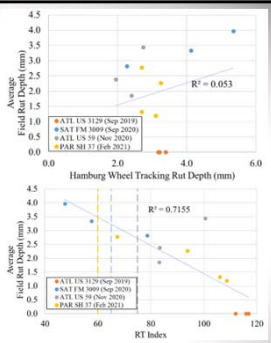 Average
Field Rut Depth (mm)
4.5
4.0
3.5
3.0
2.5
2.0
1.5
1.0
0.5
0.0
R² = 0.053
ATL US 3129 (Sep 2019)
SAT FM 3009 (Sep 2020)
ATL US 59 (Nov 2020)
PAR SH 37 (Feb 2021)
0.0 2.0 4.0 6.0
Hamburg Wheel Tracking Rut Depth (mm)
Average
Field Rut Depth (mm)
4.5
4.0
3.5
3.0
2.5
2.0
1.5
1.0
0.5
0.0
R² = 0.7155
ATL US 3129 (Sep 2019)
SAT FM 3009 (Sep 2020)
ATL US 59 (Nov 2020)
PAR SH 37 (Feb 2021)
40 60 80 100 120
RT Index